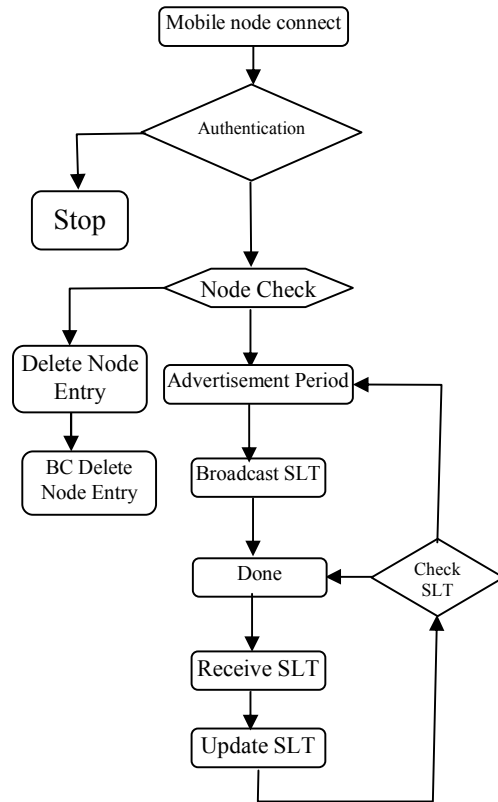 Mobile node connect
Authentication
Stop
Node Check
Delete Node
Entry
Advertisement Period
BC Delete
Node Entry
Broadcast SLT
Done
Check
SLT
Receive SLT
Update SLT